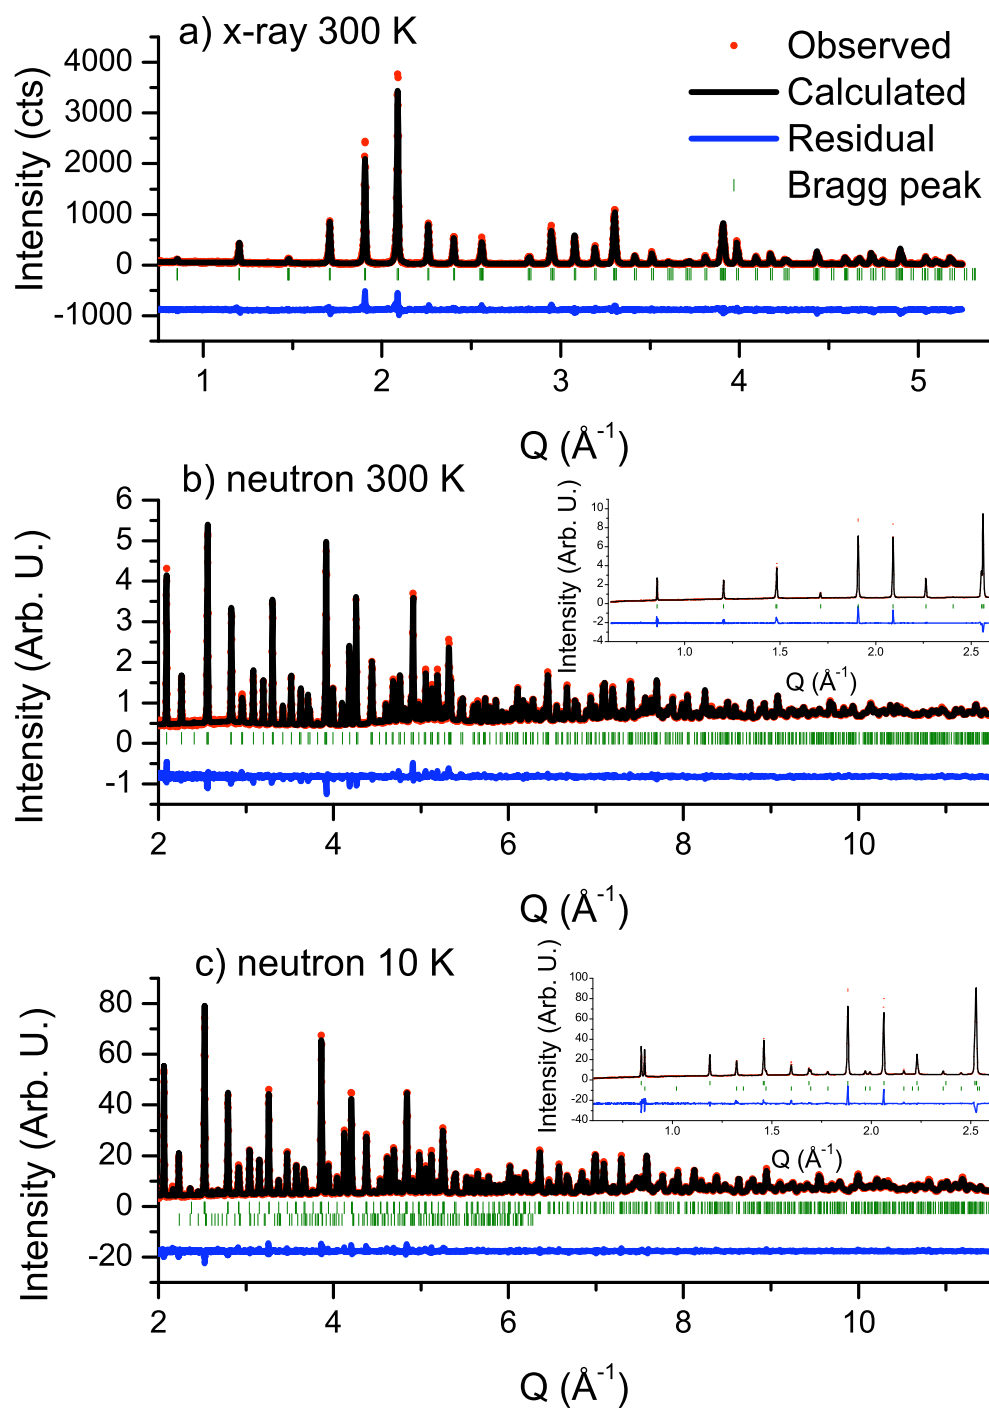 a) x-ray 300 K
Observed
Calculated
Residual
Bragg peak
Intensity (cts)
4000
3000
2000
1000
0
-1000
1 2 3 4 5
Q (Å-1)
b) neutron 300 K
Intensity (Arb. U.)
6
5
4
3
2
1
0
-1
2 4 6 8 10
Q (Å-1)
Intensity (Arb. U.)
10
8
6
4
2
0
-2
-4
1.0 1.5 2.0 2.5
Q (Å-1)
c) neutron 10 K
Intensity (Arb. U.)
80
60
40
20
0
-20
2 4 6 8 10
Q (Å-1)
Intensity (Arb. U.)
100
80
60
40
20
0
-20
-40
1.0 1.5 2.0 2.5
Q (Å-1)